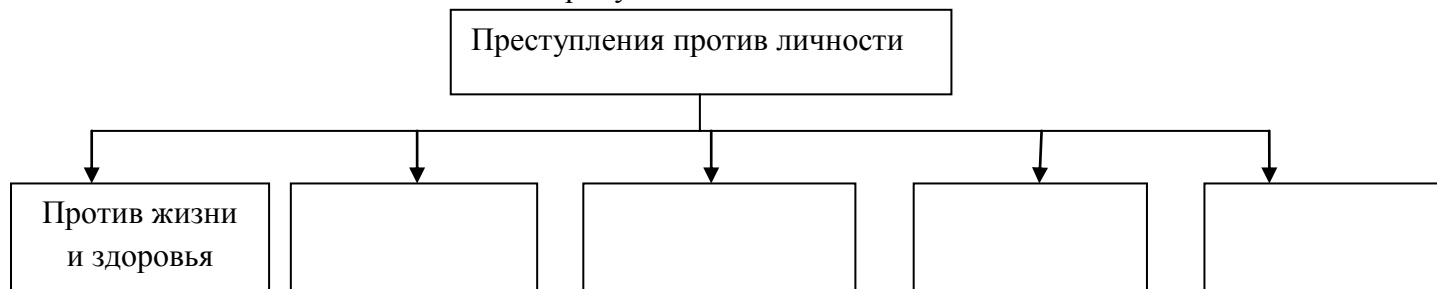 Преступления против личности
Против жизни
и здоровья